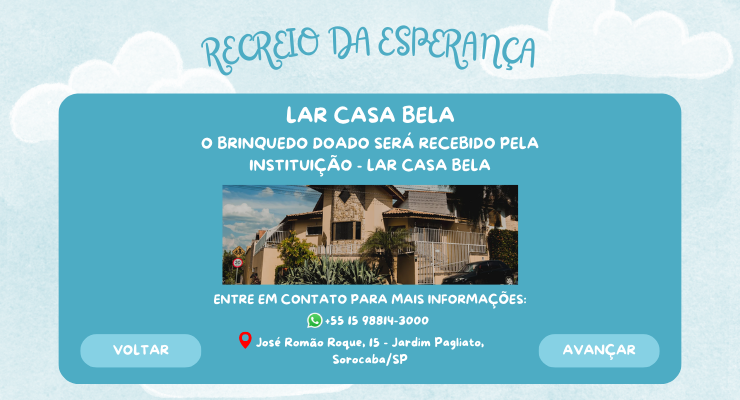 RECREIO DA ESPERANÇA
LAR CASA BELA
O BRINQUEDO DOADO SERÁ RECEBIDO PELA
INSTITUIÇÃO - LAR CASA BELA
ENTRE EM CONTATO PARA MAIS INFORMAÇÕES:
+55 15 98814-3000
José Romão Roque, 15 - Jardim Pagliato,
Sorocaba/SP
VOLTAR
AVANÇAR